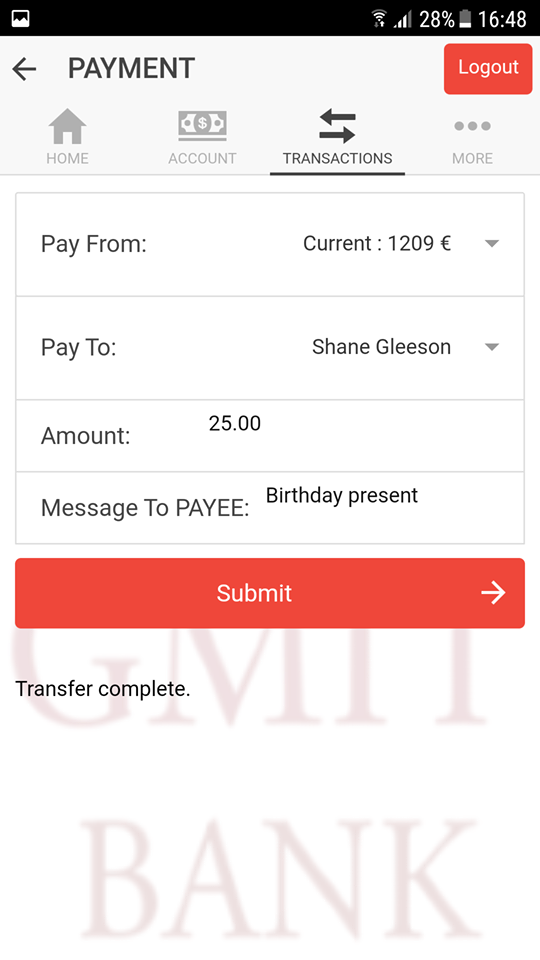 28% 16:48
PAYMENT Logout
HOME ACCOUNT TRANSACTIONS MORE
Pay From: Current : 1209 €
Pay To: Shane Gleeson
Amount: 25.00
Message To PAYEE: Birthday present
Submit
GMIT
Transfer complete.
BANK